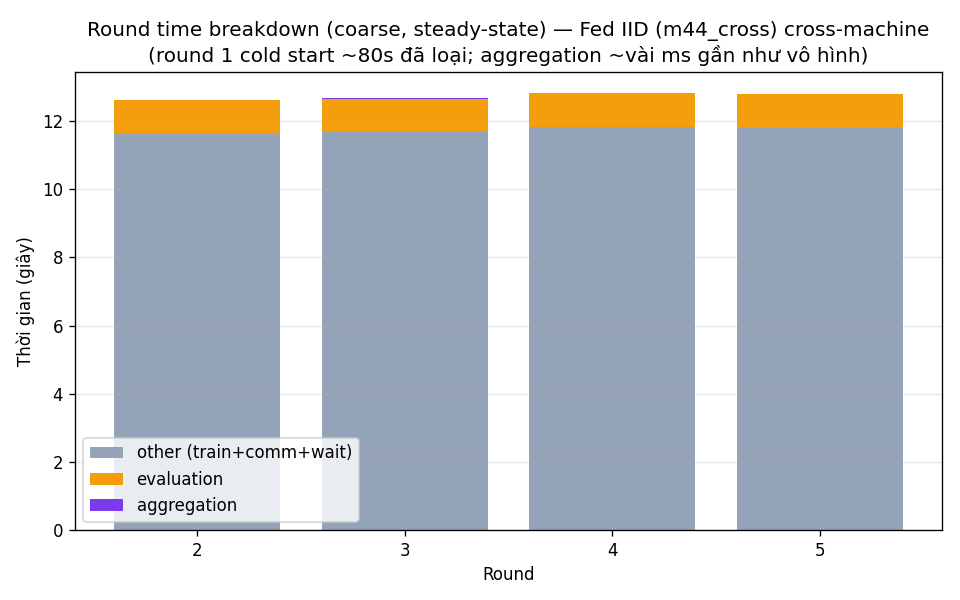 Round time breakdown (coarse, steady-state) — Fed IID (m44_cross) cross-machine
(round 1 cold start ~80s đã loại; aggregation ~vài ms gần như vô hình)
Thời gian (giây)
12
10
8
6
4
2
0
other (train+comm+wait)
evaluation
aggregation
2 3 4 5
Round